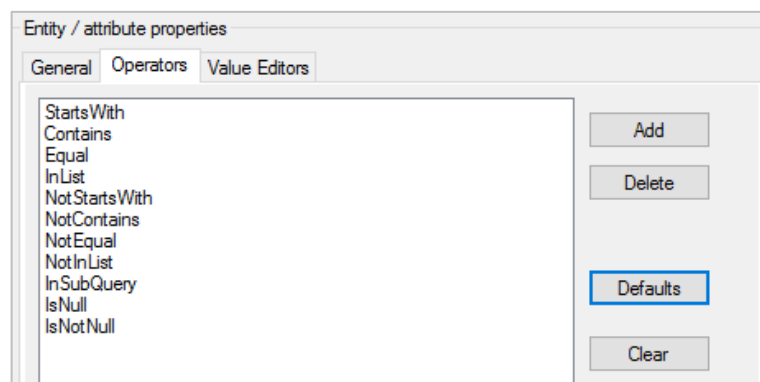 Entity / attribute properties
General Operators Value Editors
StartsWith
Contains
Equal
InList
NotStartsWith
NotContains
NotEqual
NotInList
InSubQuery
IsNull
IsNotNull
Add
Delete
Defaults
Clear